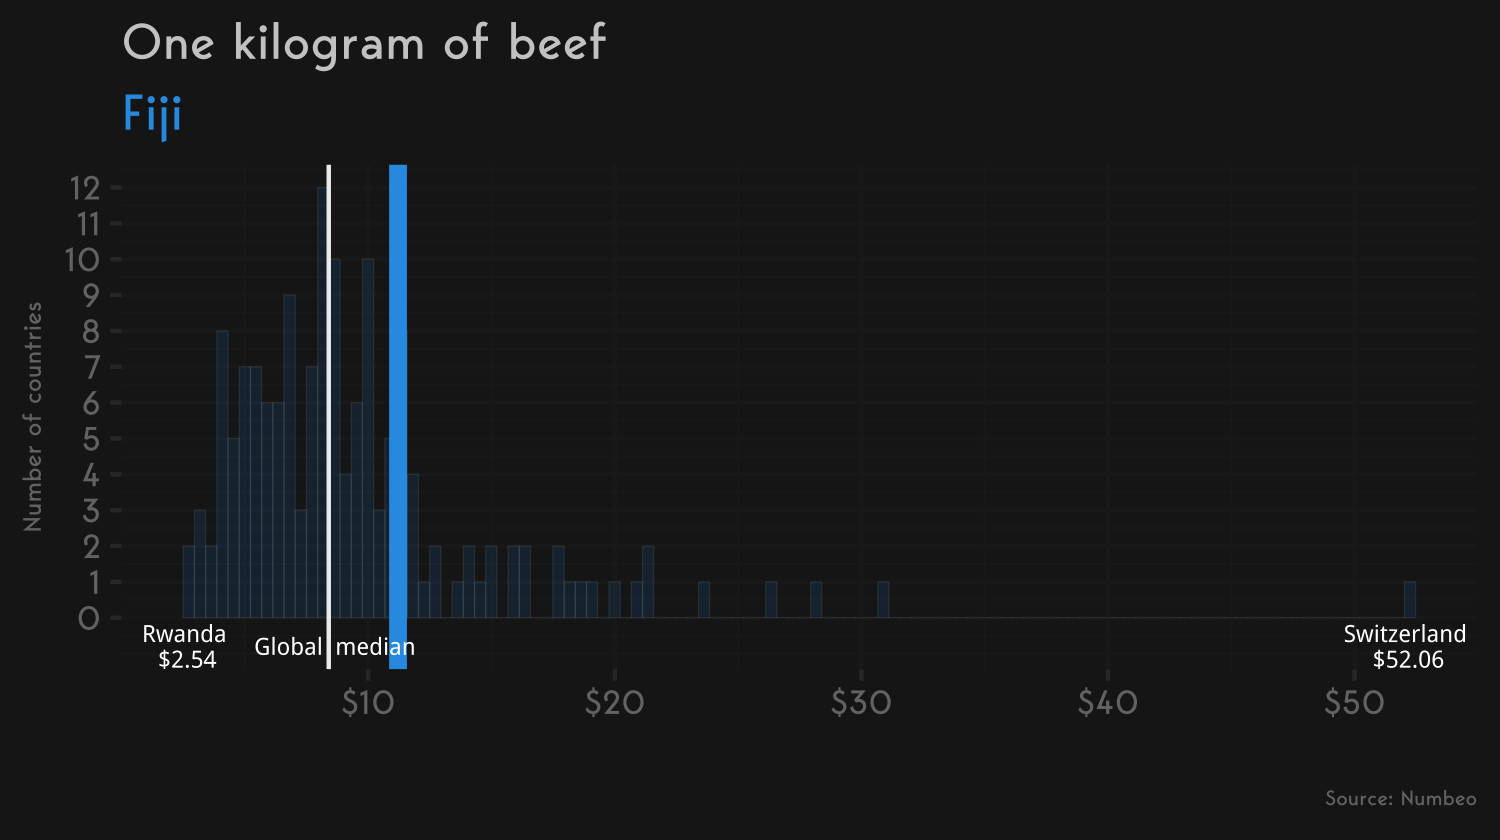 One kilogram of beef
Fiji
Number of countries
12
11
10
9
8
7
6
5
4
3
2
1
0
Rwanda
$2.54
Global median
Switzerland
$52.06
$10 $20 $30 $40 $50
Source: Numbeo